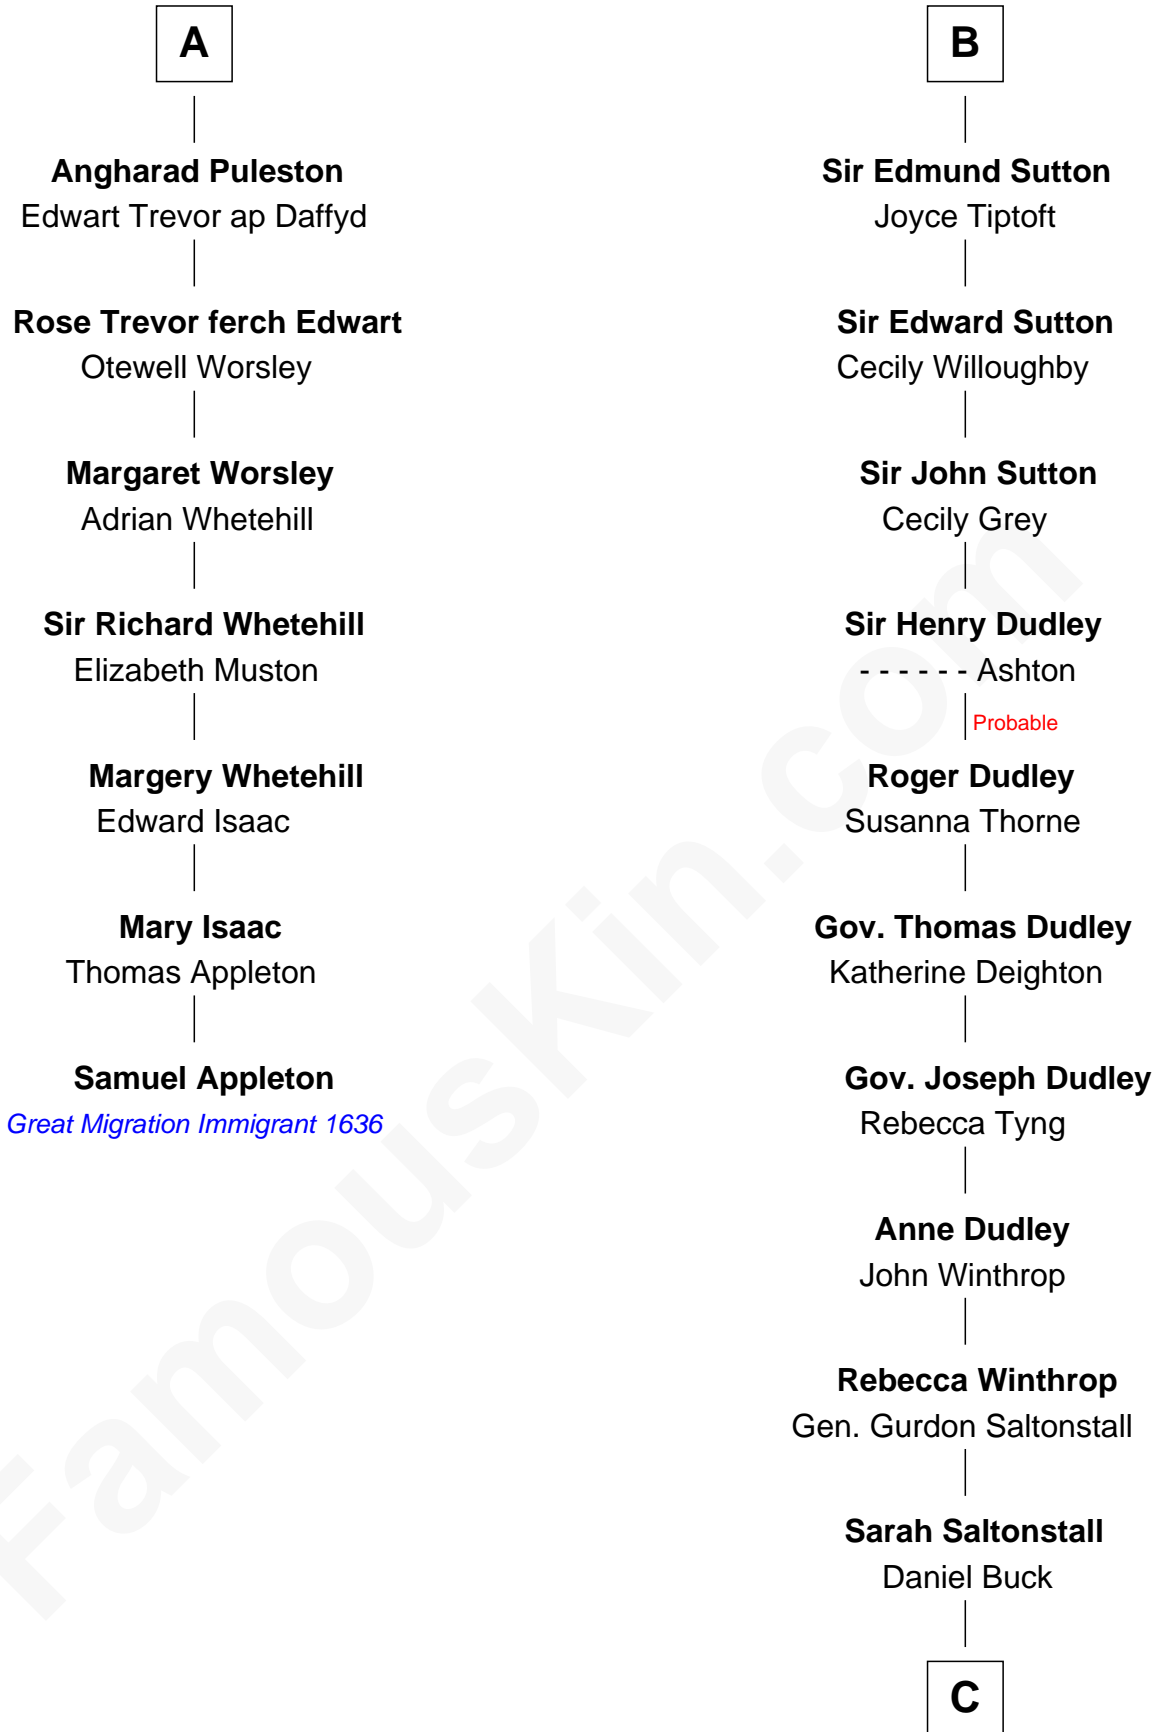 A
Angharad Puleston
Edwart Trevor ap Daffyd
Rose Trevor ferch Edwart
Otewell Worsley
Margaret Worsley
Adrian Whetehill
Sir Richard Whetehill
Elizabeth Muston
Margery Whetehill
Edward Isaac
Mary Isaac
Thomas Appleton
Samuel Appleton
Great Migration Immigrant 1636
B
Sir Edmund Sutton
Joyce Tiptoft
Sir Edward Sutton
Cecily Willoughby
Sir John Sutton
Cecily Grey
Sir Henry Dudley
- - - - - - Ashton
Probable
Roger Dudley
Susanna Thorne
Gov. Thomas Dudley
Katherine Deighton
Gov. Joseph Dudley
Rebecca Tyng
Anne Dudley
John Winthrop
Rebecca Winthrop
Gen. Gurdon Saltonstall
Sarah Saltonstall
Daniel Buck
C
FamousKin.com